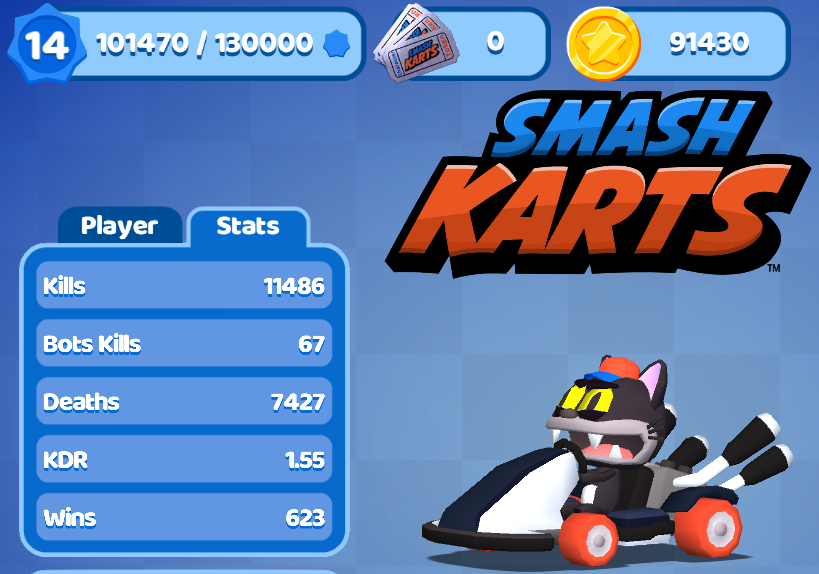 14 101470 / 130000 0 91430
SMASH
KARTS
TM
Player Stats
Kills 11486
Bots Kills 67
Deaths 7427
KDR 1.55
Wins 623